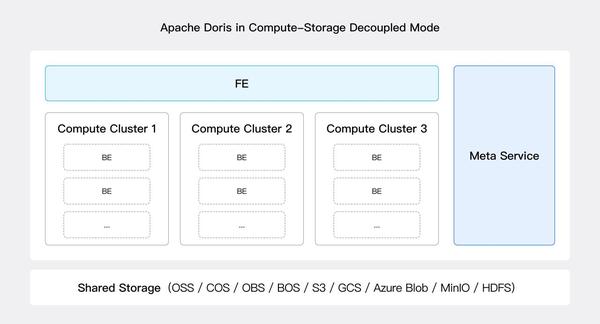 Apache Doris in Compute–Storage Decoupled Mode
FE
Compute Cluster 1
BE
BE
...
Compute Cluster 2
BE
BE
...
Compute Cluster 3
BE
BE
...
Meta Service
Shared Storage（OSS / COS / OBS / BOS / S3 / GCS / Azure Blob / MinIO / HDFS）